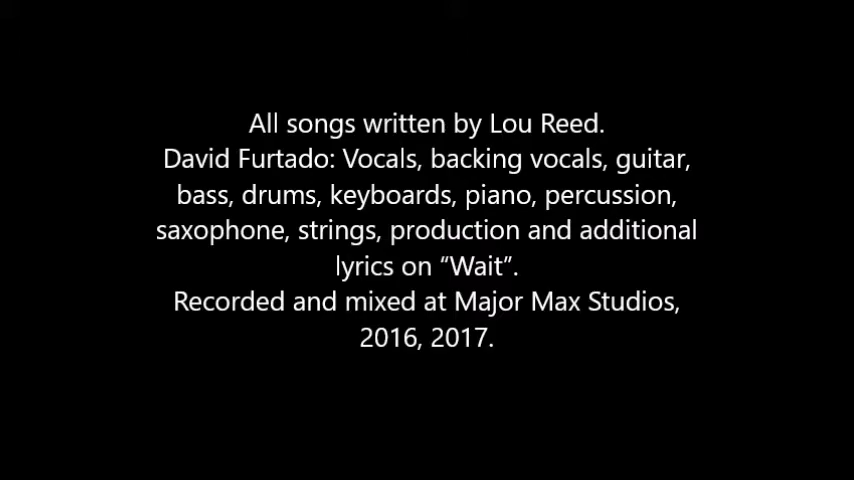 All songs written by Lou Reed.
David Furtado: Vocals, backing vocals, guitar,
bass, drums, keyboards, piano, percussion,
saxophone, strings, production and additional
lyrics on “Wait”.
Recorded and mixed at Major Max Studios,
2016, 2017.